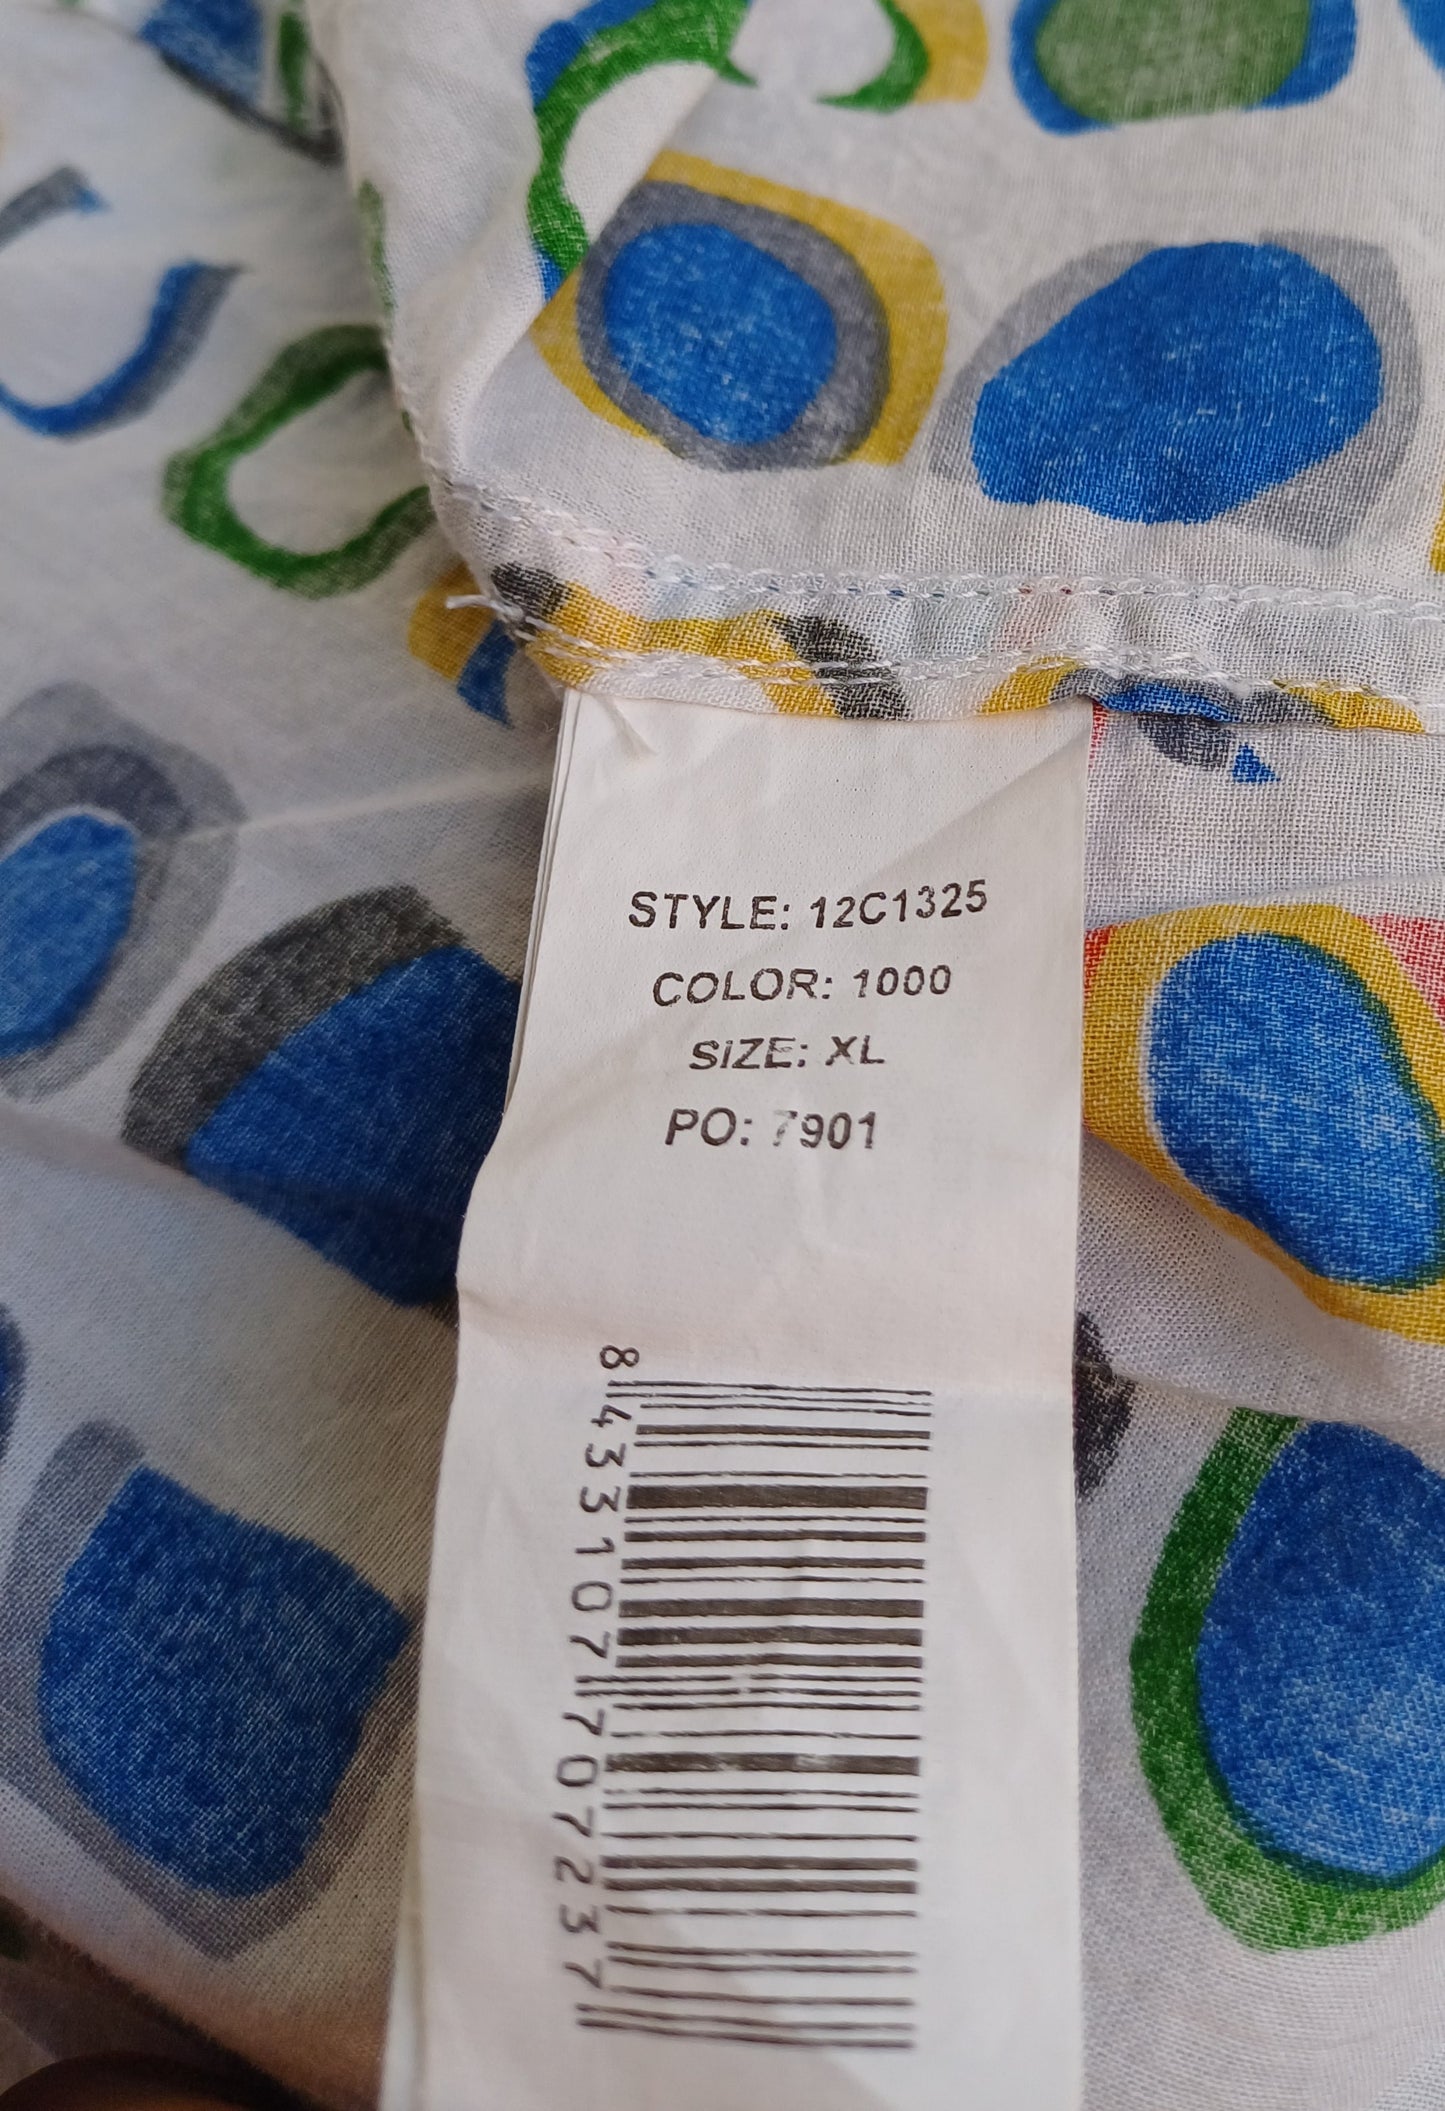 STYLE: 12C1325
COLOR: 1000
SIZE: XL
PO: 7901
8433107707237